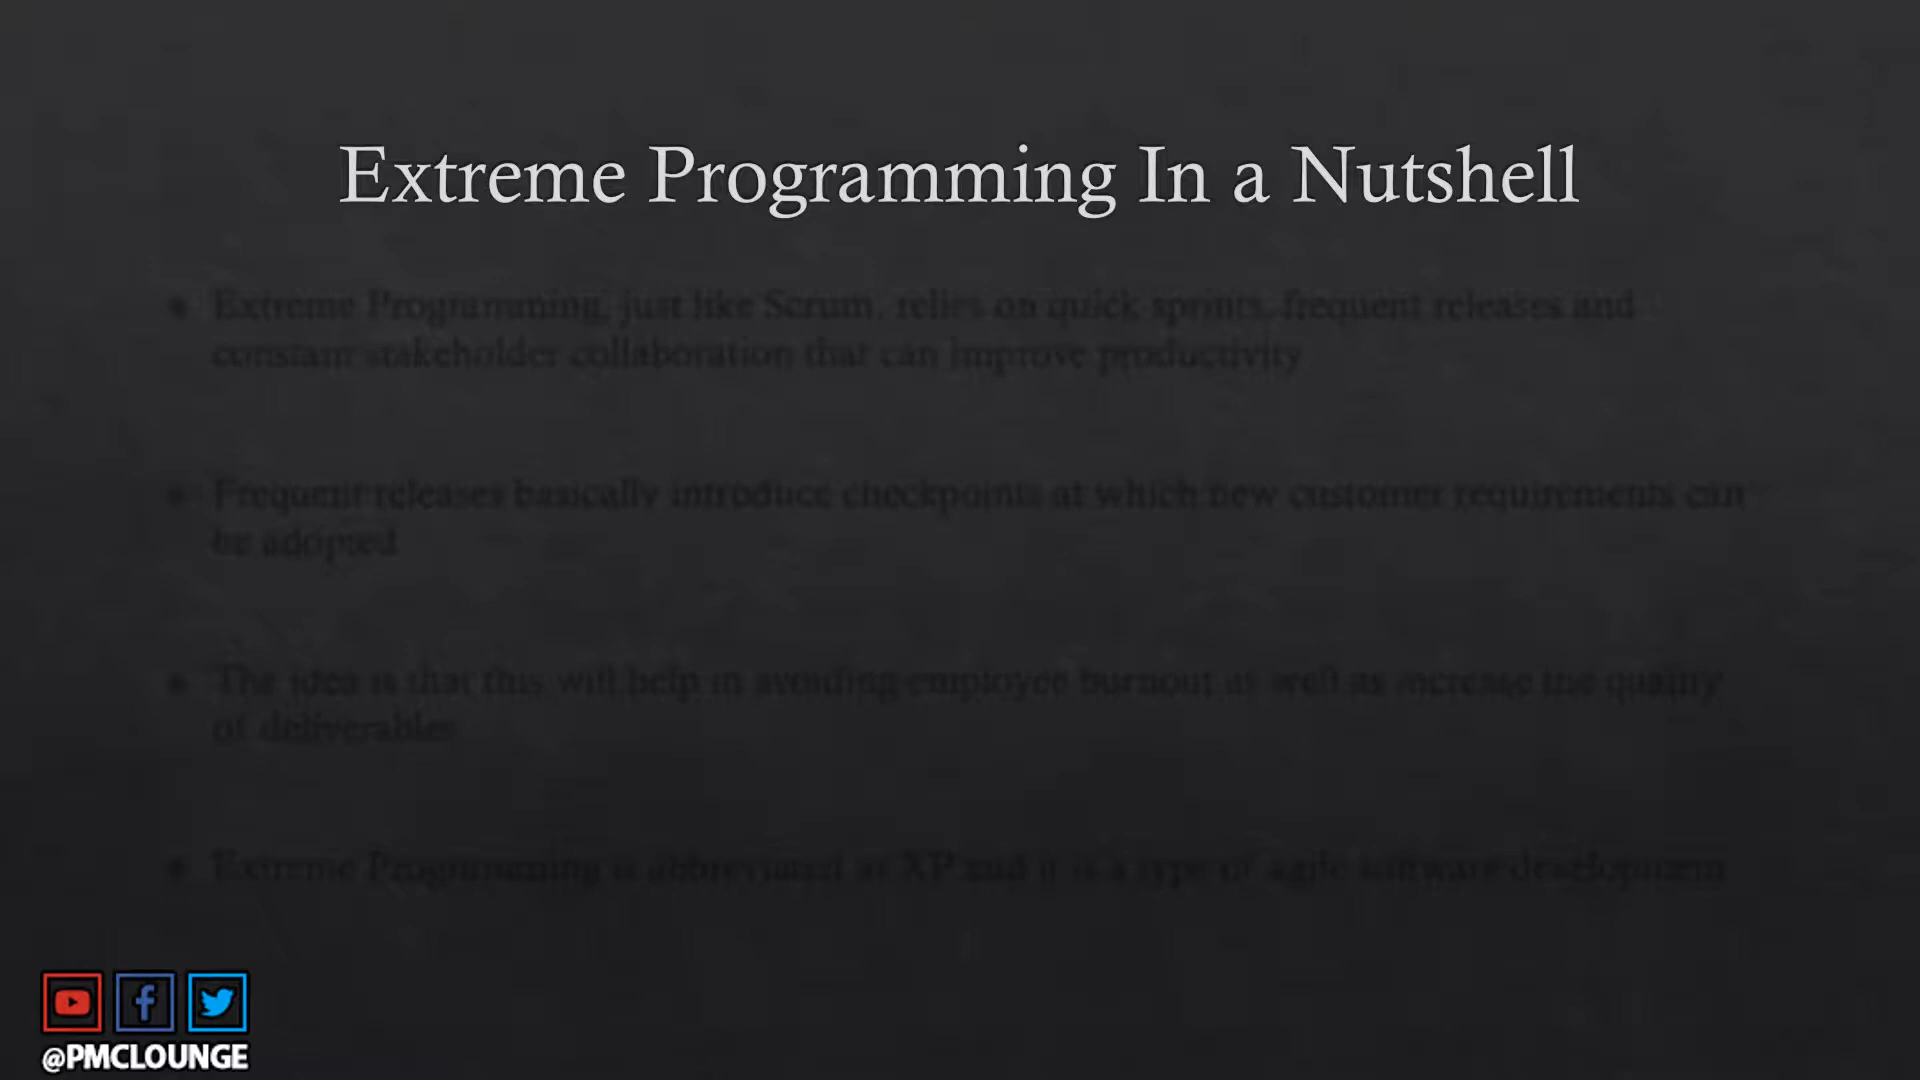 Extreme Programming In a Nutshell
Extreme Programming, just like Scrum, relies on quick sprints, frequent releases and
constant stakeholder collaboration that can improve productivity
Frequent releases basically introduce checkpoints at which new customer requirements can
be adopted
The idea is that this will help in avoiding employee burnout as well as increase the quality
of deliverables
Extreme Programming is abbreviated as XP and it is a type of agile software development
@PMCLOUNGE